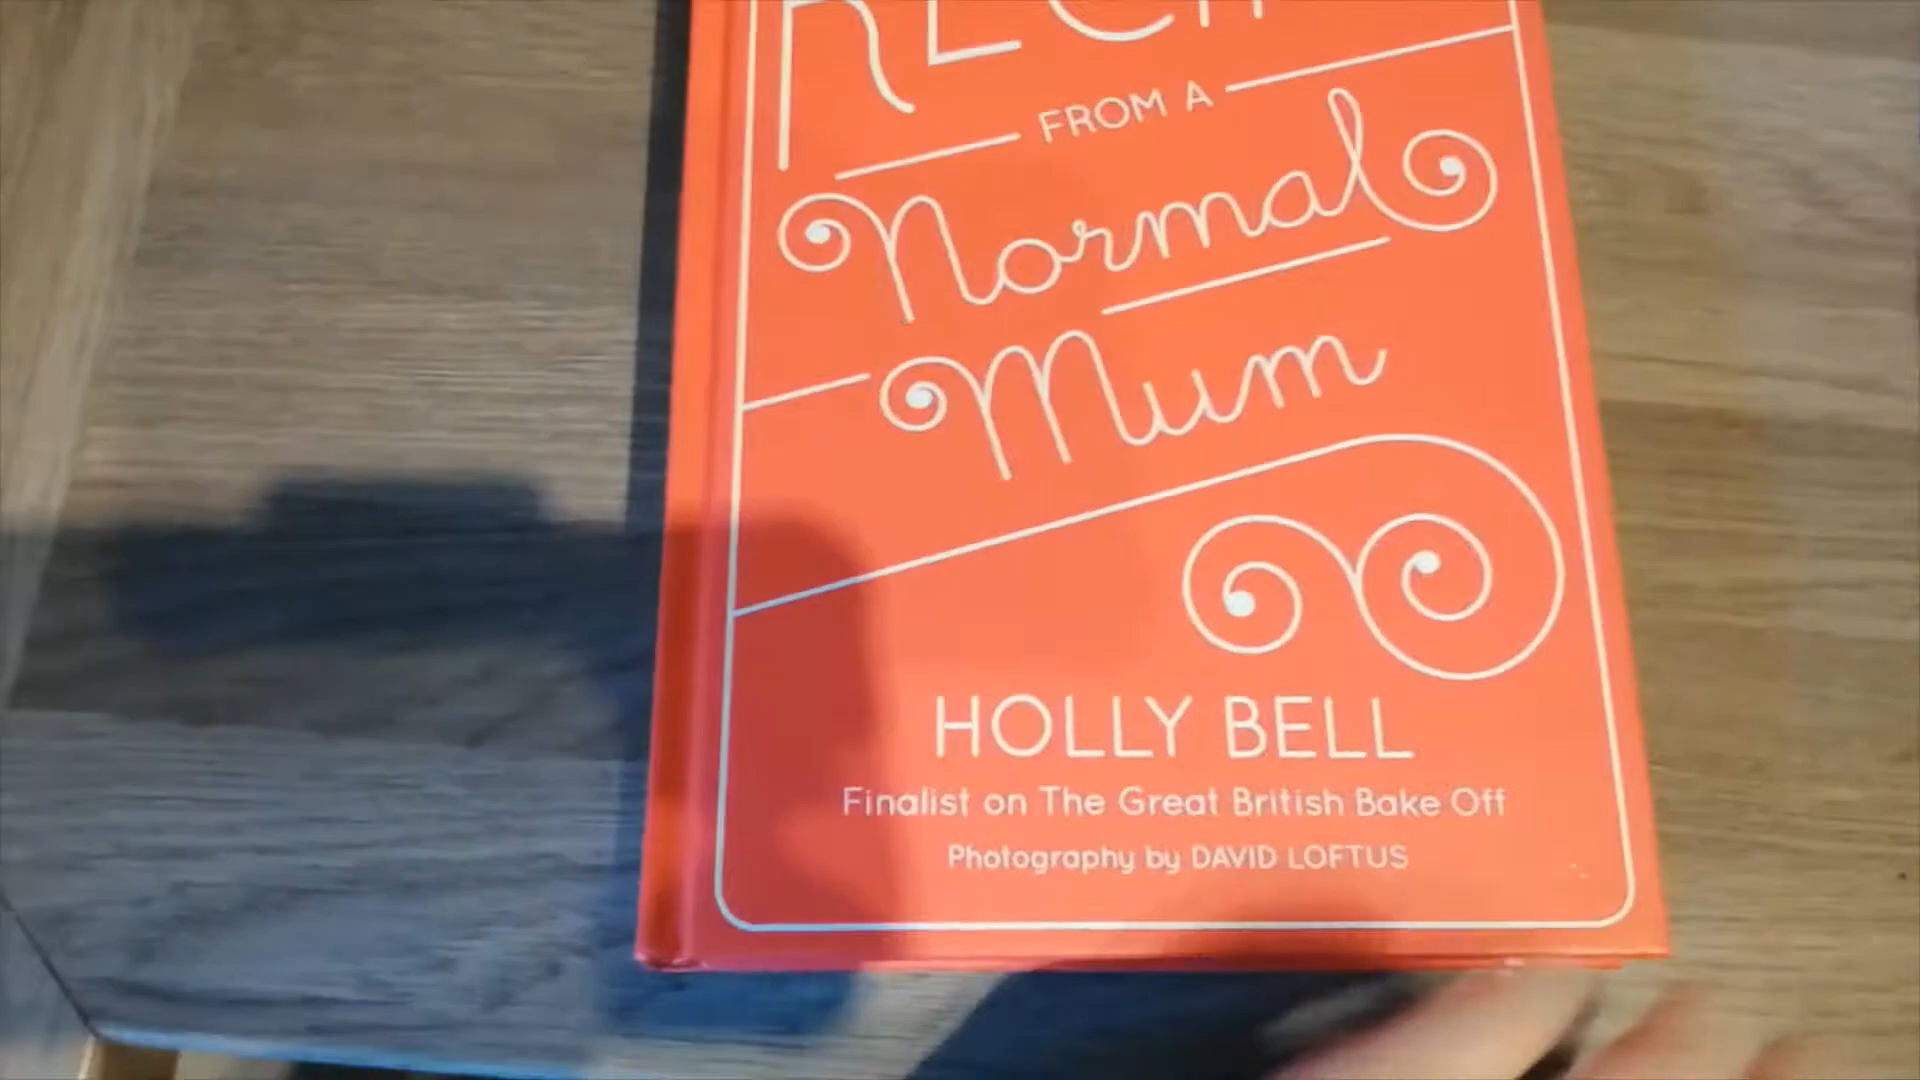 FROM A
Normal
Mum
HOLLY BELL
Finalist on The Great British Bake Off
Photography by DAVID LOFTUS